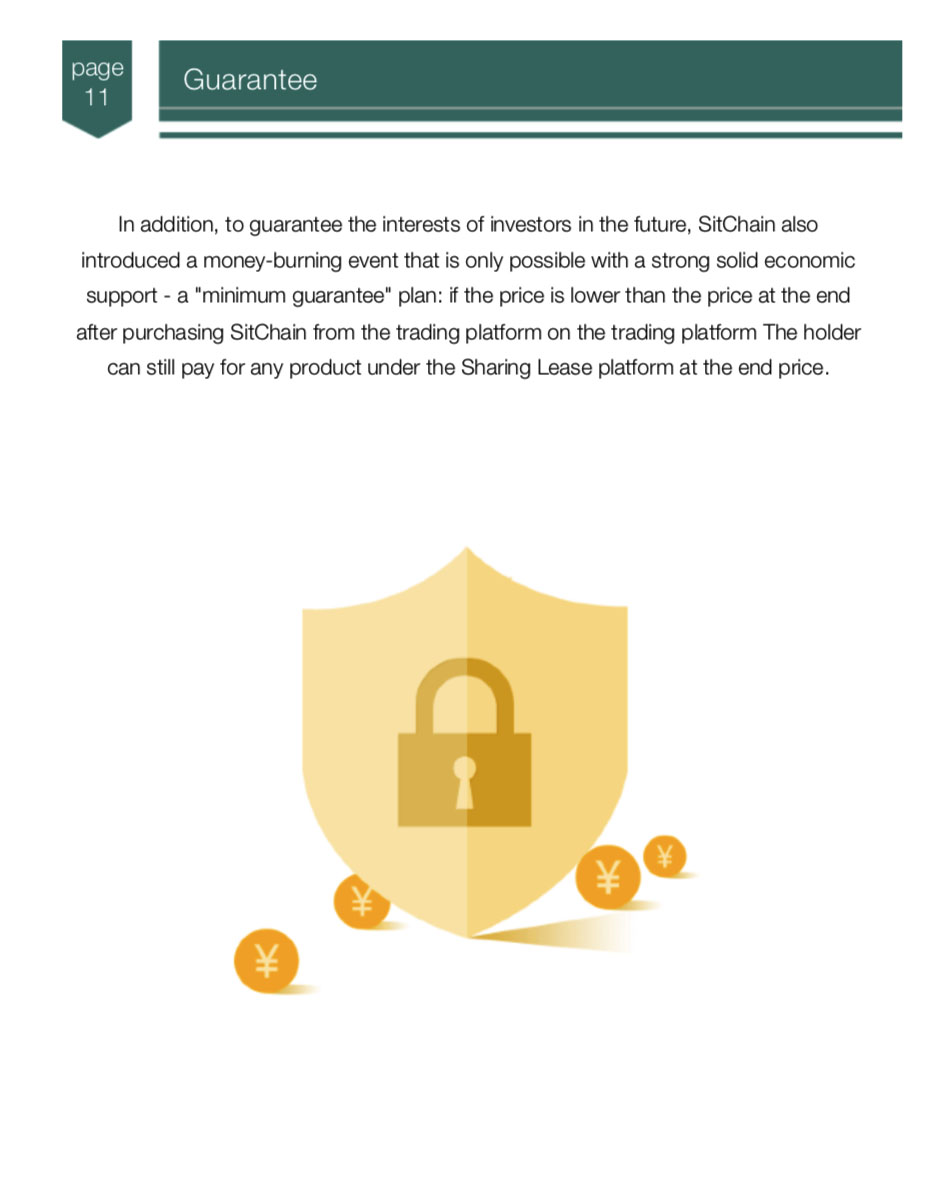 page
11
Guarantee
In addition, to guarantee the interests of investors in the future, SitChain also
introduced a money-burning event that is only possible with a strong solid economic
support - a "minimum guarantee" plan: if the price is lower than the price at the end
after purchasing SitChain from the trading platform on the trading platform The holder
can still pay for any product under the Sharing Lease platform at the end price.
¥
¥
¥
¥